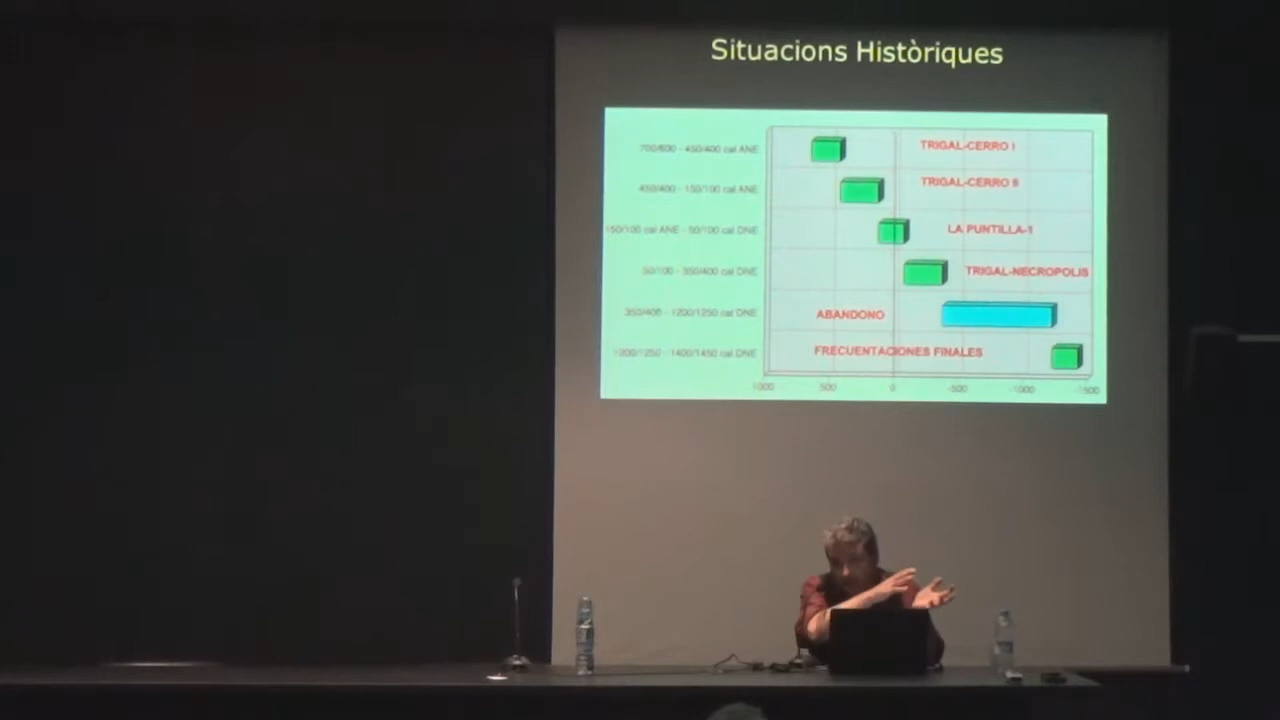 Situacions Històriques
700/600 - 450/400 cal ANE TRIGAL-CERRO I
450/400 - 150/100 cal ANE TRIGAL-CERRO II
150/100 cal ANE - 50/100 cal DNE LA PUNTILLA-1
50/100 - 350/400 cal DNE TRIGAL-NECROPOLIS
350/400 - 1200/1250 cal DNE ABANDONO
- 1400/1450 cal DNE FRECUENTACIONES FINALES
1000 500 0 -500 -1000 -1500